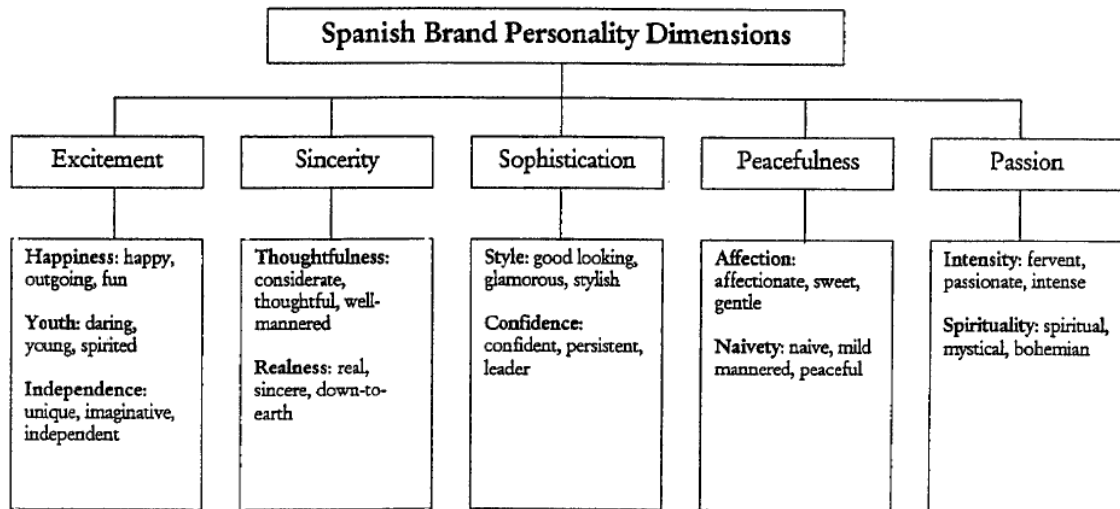 Spanish Brand Personality Dimensions
Excitement
Sincerity
Sophistication
Peacefulness
Passion
Happiness: happy,
outgoing, fun
Youth: daring,
young, spirited
Independence:
unique, imaginative,
independent
Thoughtfulness:
considerate,
thoughtful, well-
mannered
Realness: real,
sincere, down-to-
earth
Style: good looking,
glamorous, stylish
Confidence:
confident, persistent,
leader
Affection:
affectionate, sweet,
gentle
Naivety: naive, mild
mannered, peaceful
Intensity: fervent,
passionate, intense
Spirituality: spiritual,
mystical, bohemian